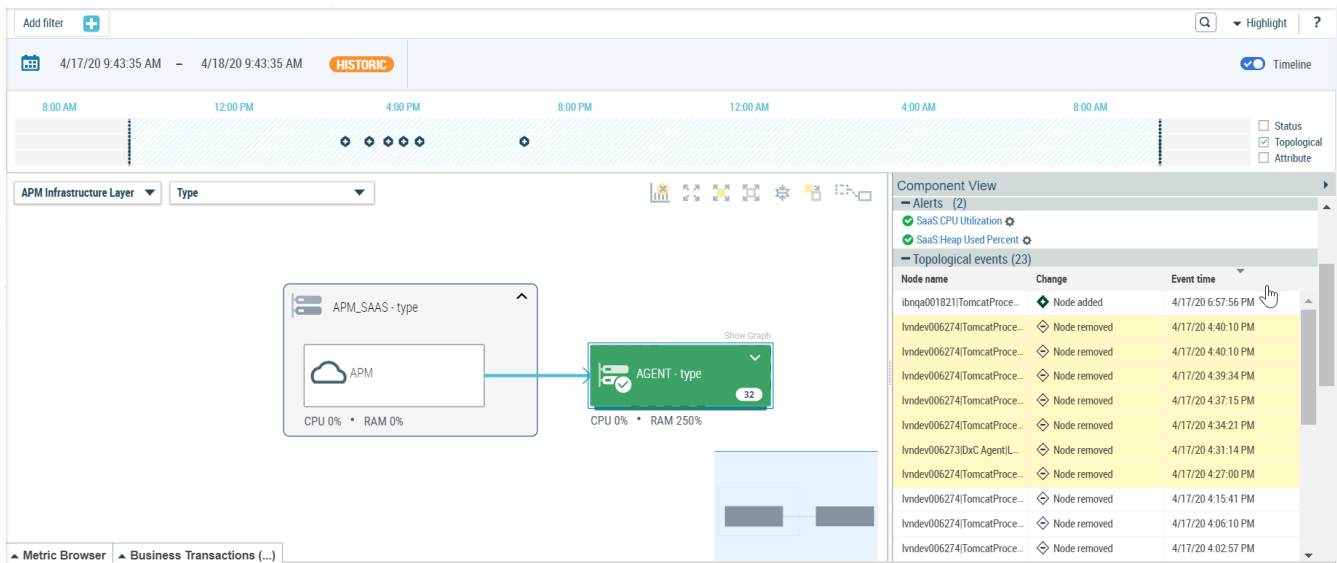 Add filter
Highlight ?
4/17/20 9:43:35 AM – 4/18/20 9:43:35 AM HISTORIC
Timeline
8:00 AM 12:00 PM 4:00 PM 8:00 PM 12:00 AM 4:00 AM 8:00 AM
Status
Topological
Attribute
APM Infrastructure Layer Type
Component View
Alerts (2)
SaaS:CPU Utilization
SaaS:Heap Used Percent
Topological events (23)
Node name Change Event time
ibnqa001821|TomcatProce... Node added 4/17/20 6:57:56 PM
lvndev006274|TomcatProce... Node removed 4/17/20 4:40:10 PM
lvndev006274|TomcatProce... Node removed 4/17/20 4:40:10 PM
lvndev006274|TomcatProce... Node removed 4/17/20 4:39:34 PM
lvndev006274|TomcatProce... Node removed 4/17/20 4:37:15 PM
lvndev006274|TomcatProce... Node removed 4/17/20 4:34:21 PM
lvndev006273|DxC Agent|L... Node removed 4/17/20 4:31:14 PM
lvndev006274|TomcatProce... Node removed 4/17/20 4:27:00 PM
lvndev006274|TomcatProce... Node removed 4/17/20 4:15:41 PM
lvndev006274|TomcatProce... Node removed 4/17/20 4:06:10 PM
lvndev006274|TomcatProce... Node removed 4/17/20 4:02:57 PM
APM_SAAS - type
APM
CPU 0% * RAM 0%
Show Graph
AGENT - type
32
CPU 0% * RAM 250%
Metric Browser Business Transactions (...)